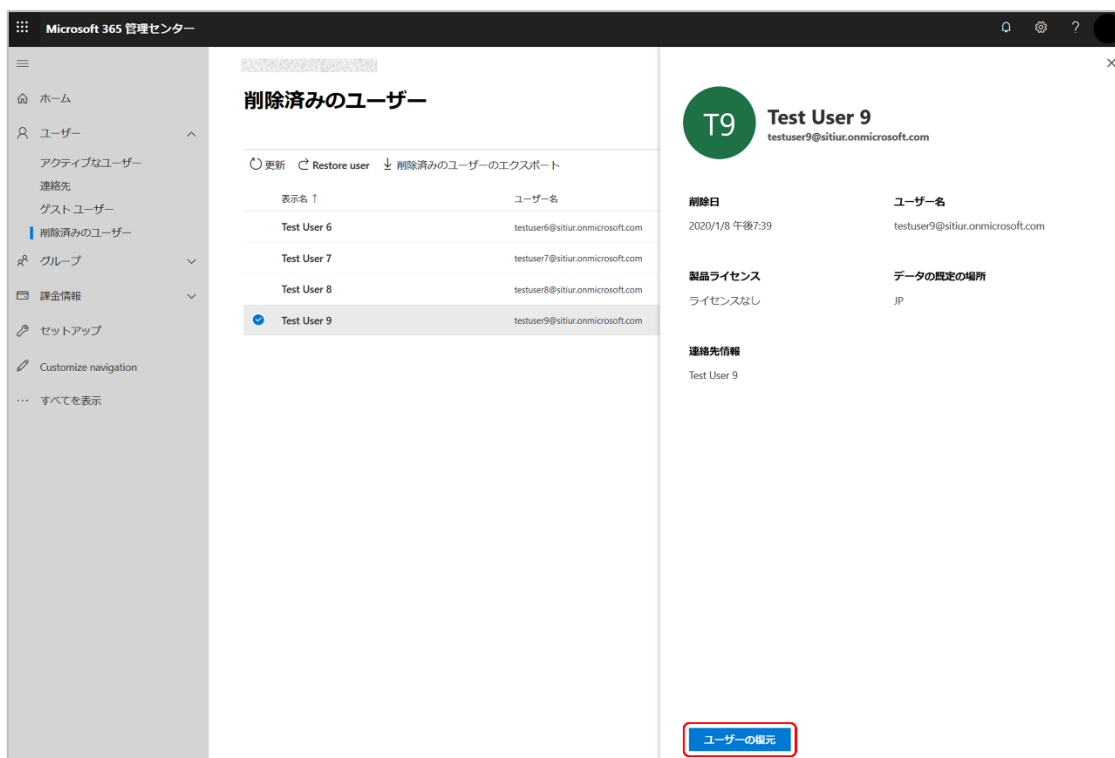 Microsoft 365 管理センター
?
ホーム
ユーザー
アクティブなユーザー
連絡先
ゲスト ユーザー
削除済みのユーザー
グループ
課金情報
セットアップ
Customize navigation
すべてを表示
削除済みのユーザー
更新 Restore user 削除済みのユーザーのエクスポート
表示名 ↑ ユーザー名
Test User 6 testuser6@sitiur.onmicrosoft.com
Test User 7 testuser7@sitiur.onmicrosoft.com
Test User 8 testuser8@sitiur.onmicrosoft.com
Test User 9 testuser9@sitiur.onmicrosoft.com
T9
Test User 9
testuser9@sitiur.onmicrosoft.com
削除日 ユーザー名
2020/1/8 午後7:39 testuser9@sitiur.onmicrosoft.com
製品ライセンス データの既定の場所
ライセンスなし JP
連絡先情報
Test User 9
ユーザーの復元